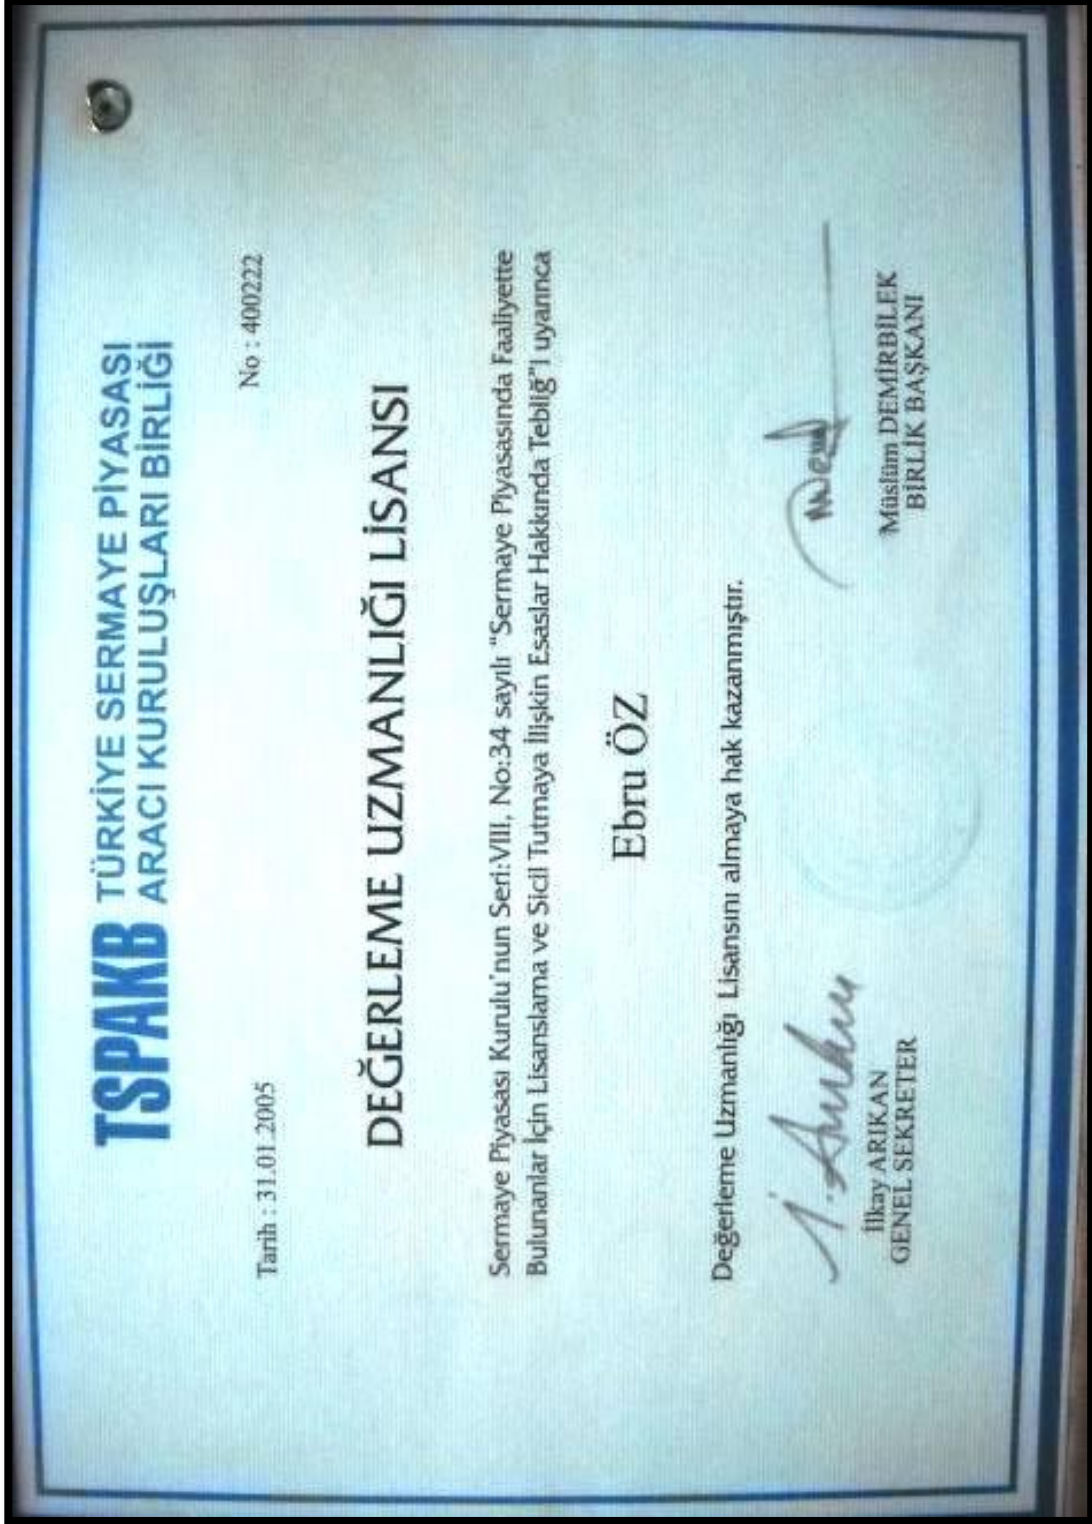 TSPAKB TÜRKİYE SERMAYE PİYASASI
ARACI KURULUŞLARI BİRLİĞİ
Tarih : 31.01.2005 No : 400222
DEĞERLEME UZMANLIĞI LİSANSI
Sermaye Piyasası Kurulu'nun Seri:VIII, No:34 sayılı "Sermaye Piyasasında Faaliyette
Bulunanlar İçin Lisanslama ve Sicil Tutmaya İlişkin Esaslar Hakkında Tebliğ"i uyarınca
Ebru ÖZ
Değerleme Uzmanlığı Lisansını almaya hak kazanmıştır.
İ. Arıkan
İlkay ARIKAN
GENEL SEKRETER
Müslüm DEMİRBİLEK
BİRLİK BAŞKANI